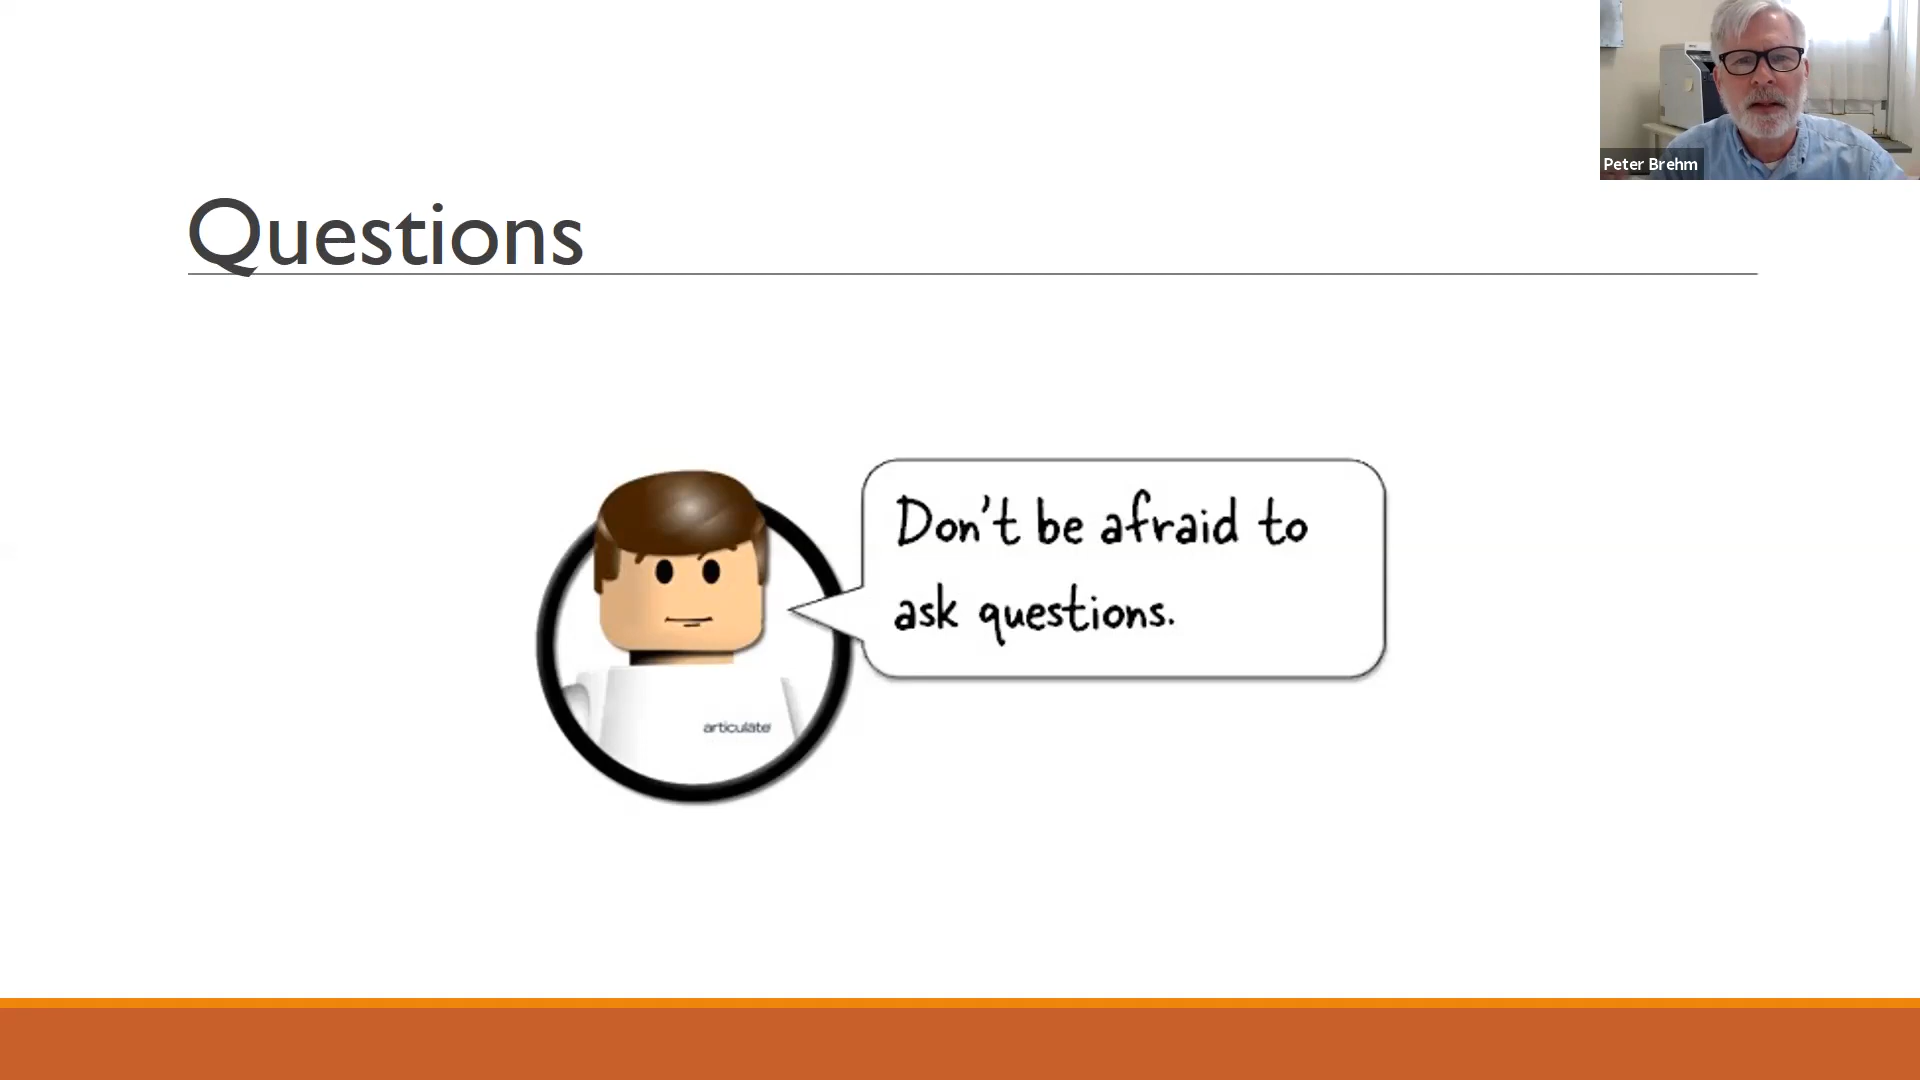 Peter Brehm
Questions
Don't be afraid to
ask questions.
articulate